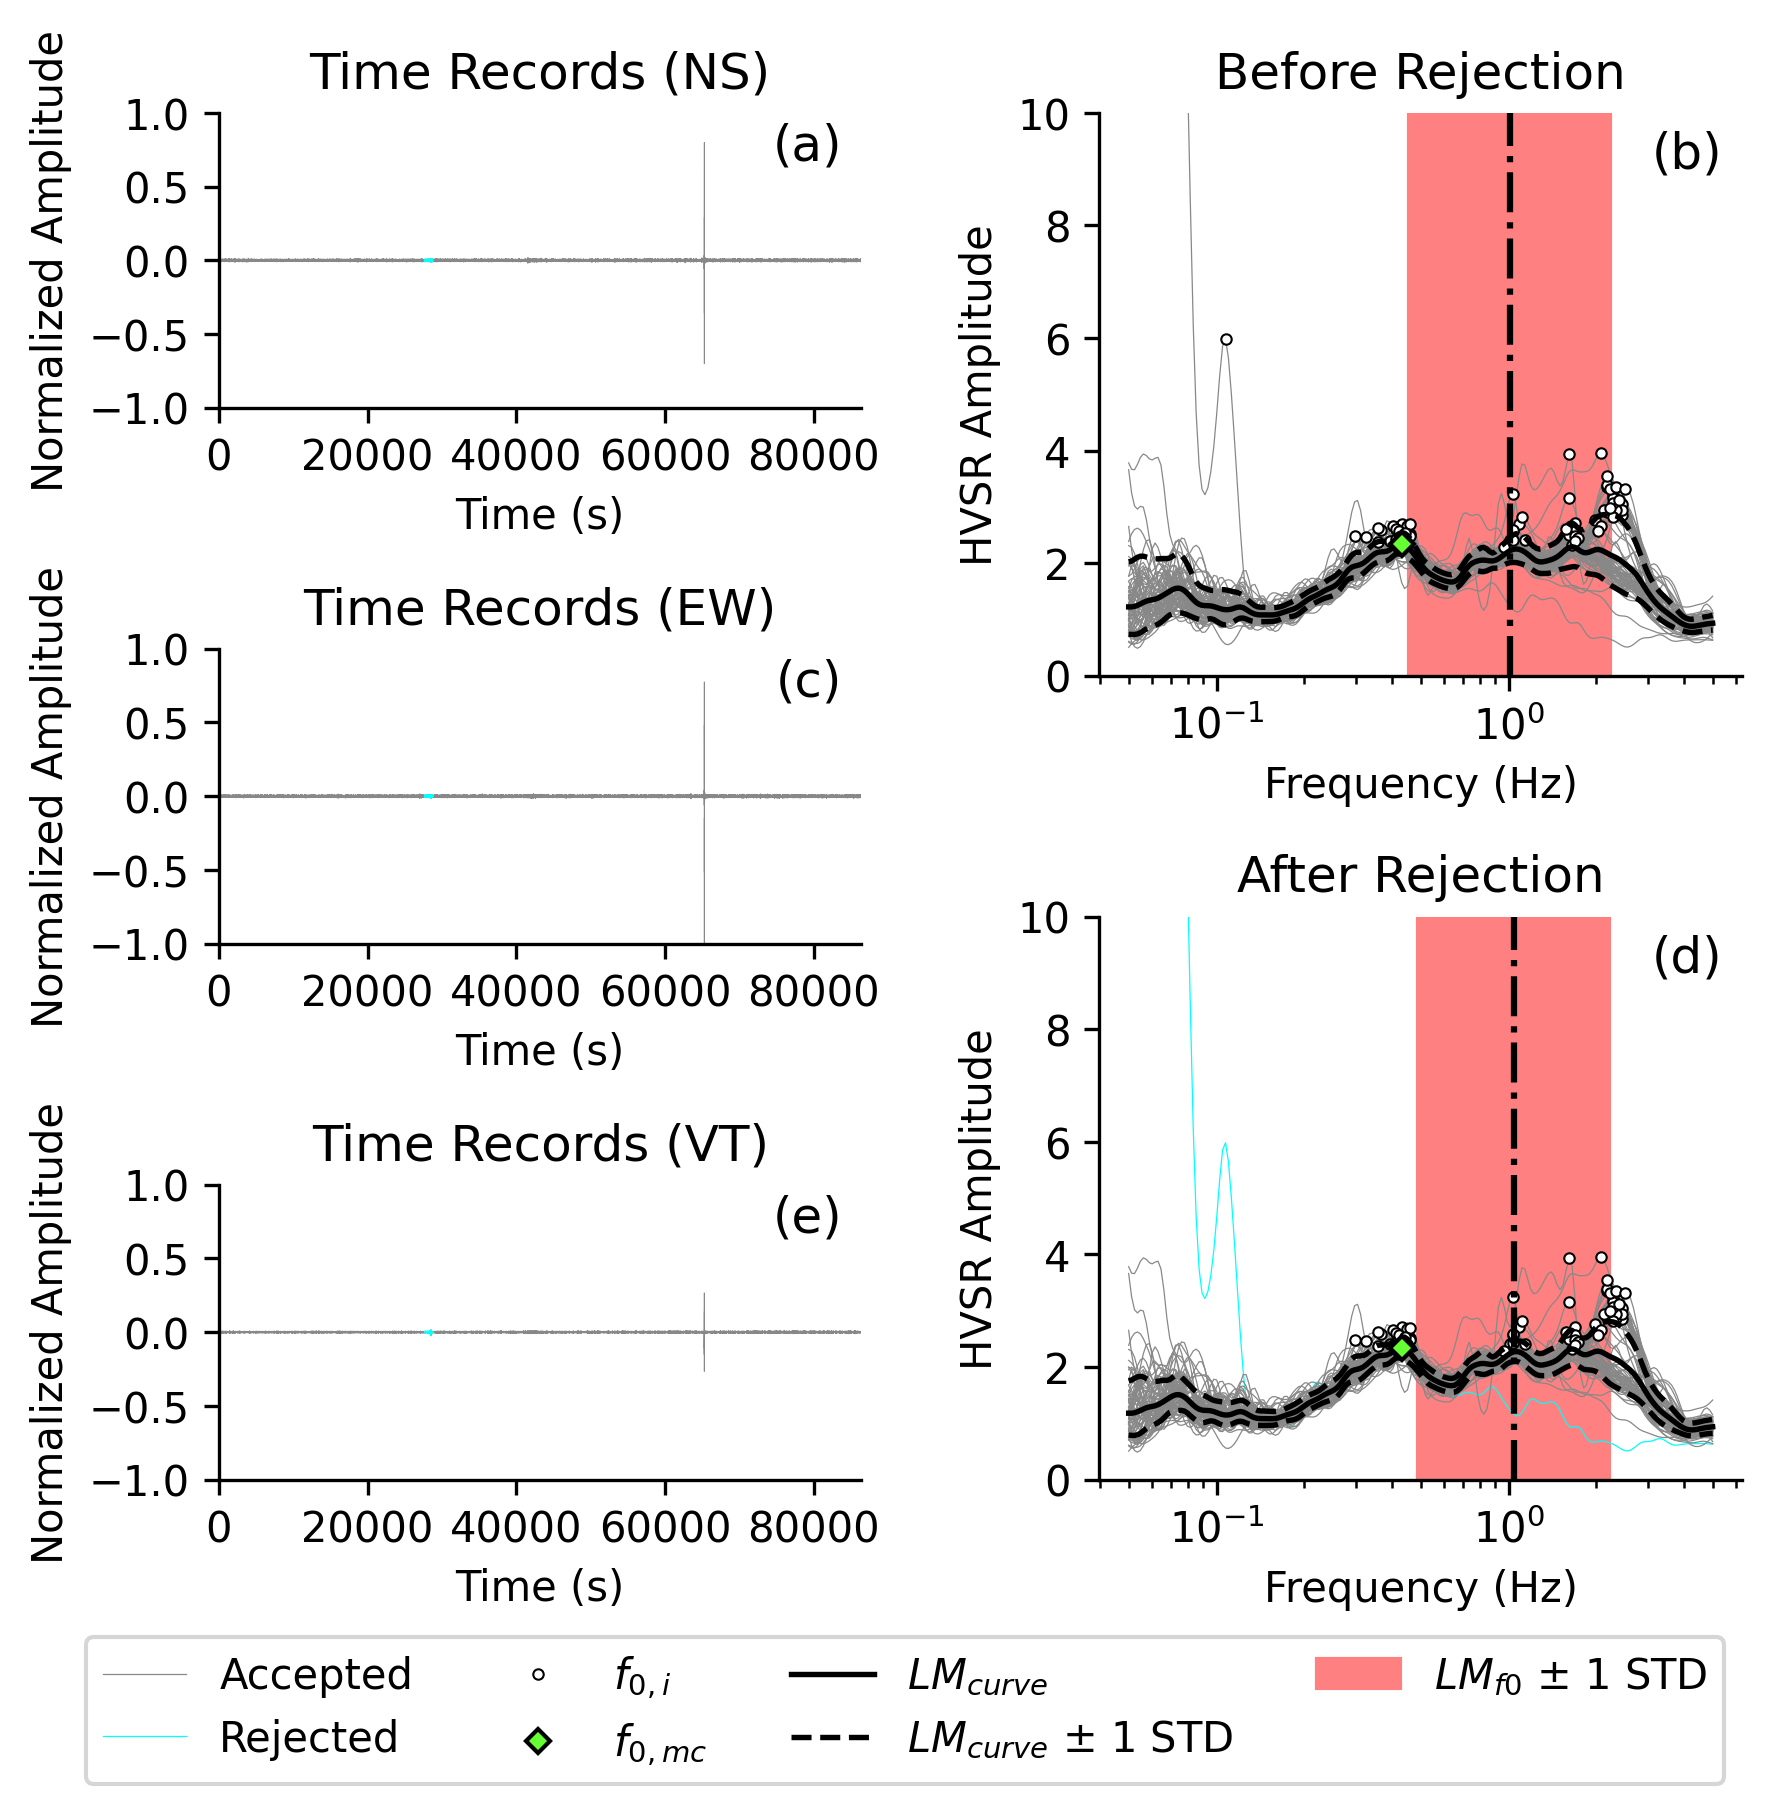 Time Records (NS)
(a)
Normalized Amplitude
1.0
0.5
0.0
−0.5
−1.0
0 20000 40000 60000 80000
Time (s)
Before Rejection
(b)
HVSR Amplitude
10
8
6
4
2
0
10⁻¹ 10⁰
Frequency (Hz)
Time Records (EW)
(c)
Normalized Amplitude
1.0
0.5
0.0
−0.5
−1.0
0 20000 40000 60000 80000
Time (s)
After Rejection
(d)
HVSR Amplitude
10
8
6
4
2
0
10⁻¹ 10⁰
Frequency (Hz)
Time Records (VT)
(e)
Normalized Amplitude
1.0
0.5
0.0
−0.5
−1.0
0 20000 40000 60000 80000
Time (s)
Accepted
Rejected
f0,i
f0,mc
LMcurve
LMcurve ± 1 STD
LMf0 ± 1 STD